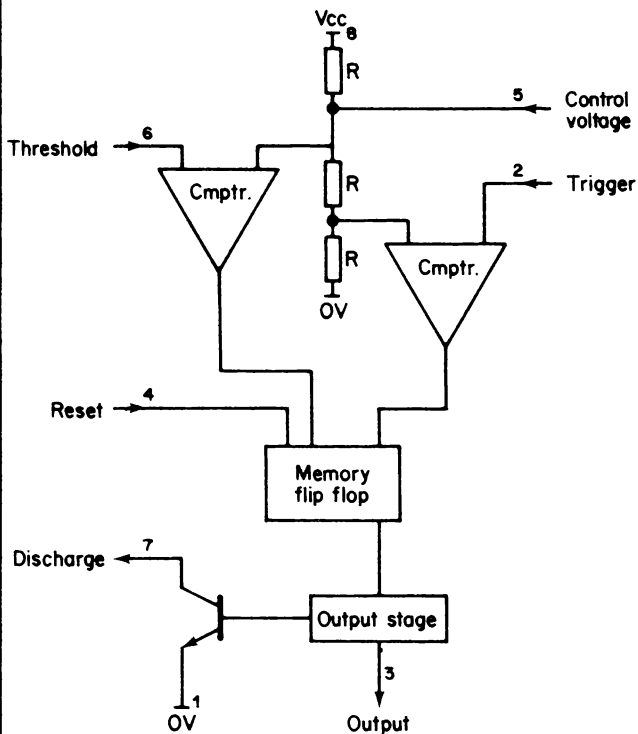 Vcc
8
R
5
Control
voltage
6
Threshold
Cmptr.
R
2
Trigger
R
Cmptr.
0V
4
Reset
Memory
flip flop
7
Discharge
Output stage
3
1
0V
Output